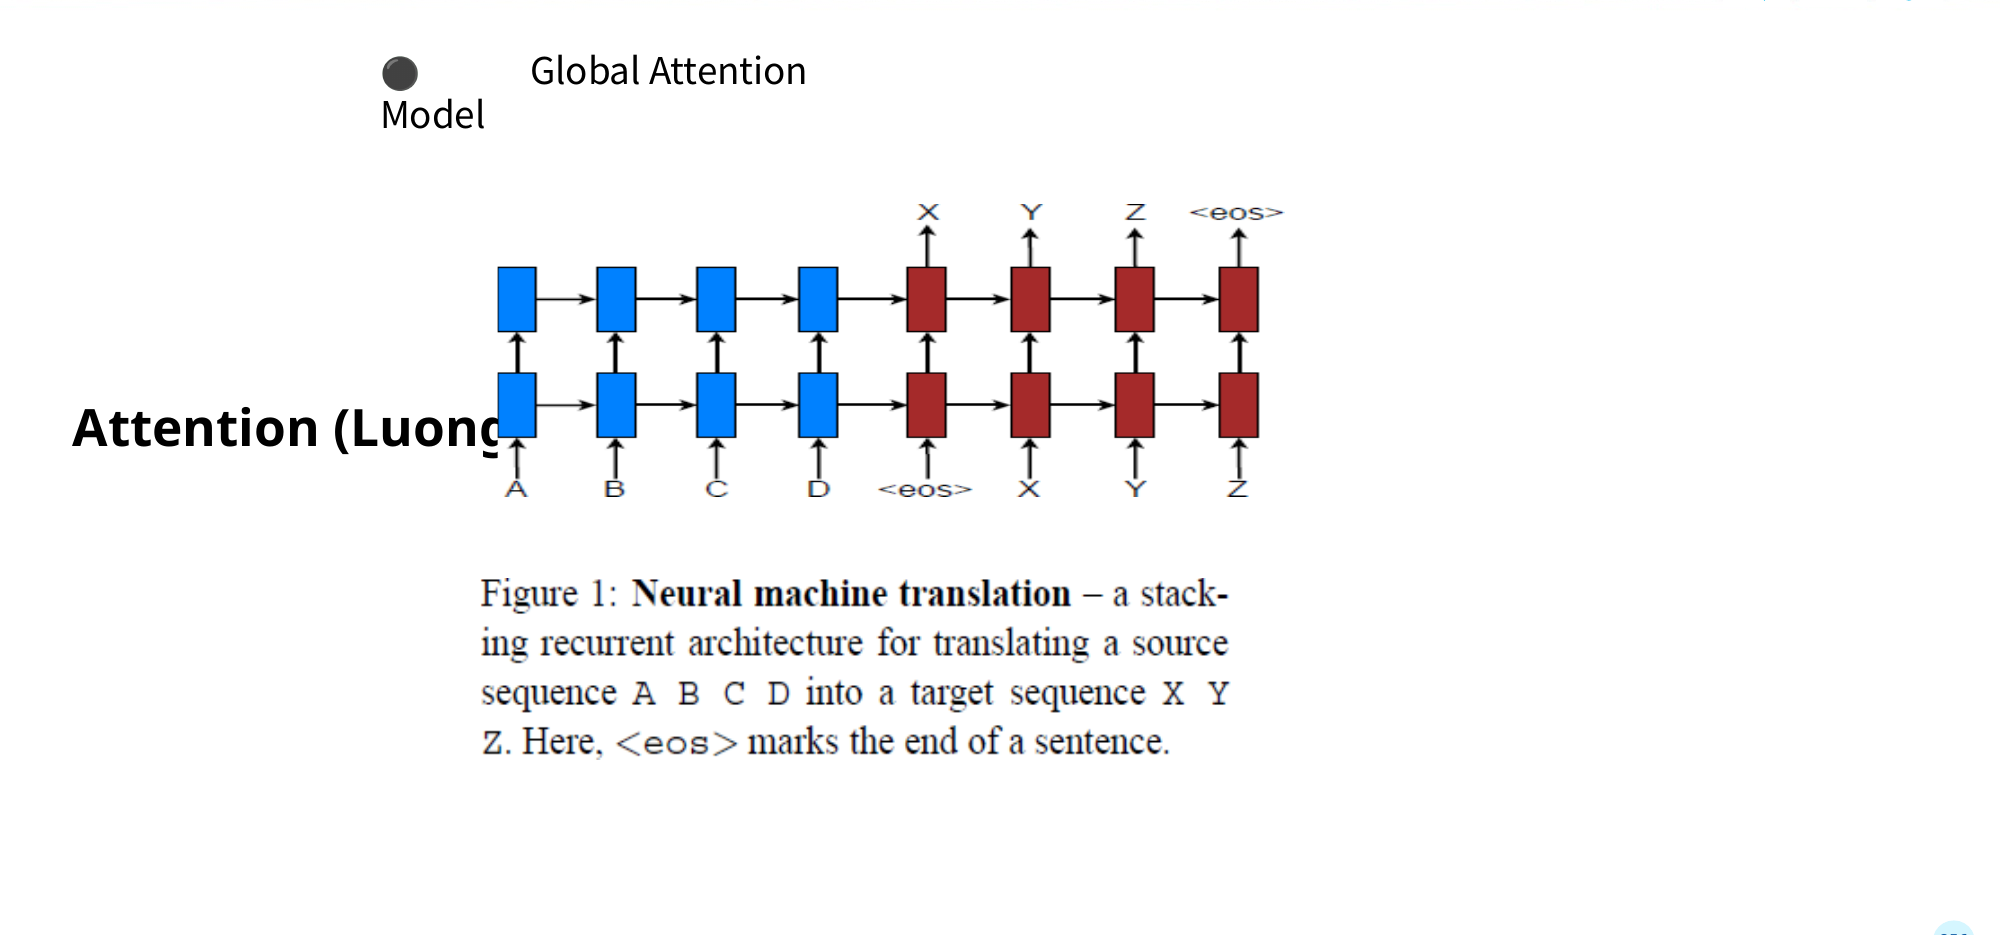 Global Attention
Model
X Y Z <eos>
Attention (Luong
A B C D <eos> X Y Z
Figure 1: Neural machine translation – a stack-
ing recurrent architecture for translating a source
sequence A B C D into a target sequence X Y
Z. Here, <eos> marks the end of a sentence.